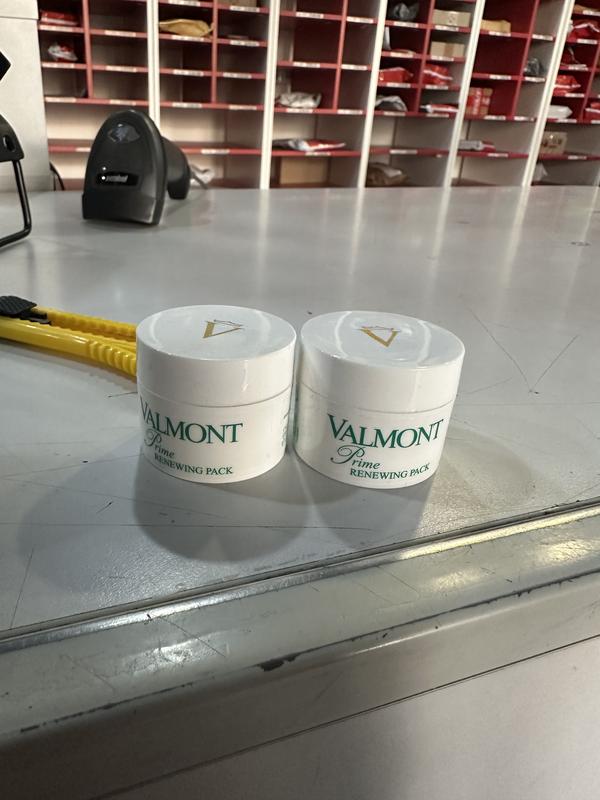 VALMONT
Prime
RENEWING PACK
VALMONT
Prime
RENEWING PACK